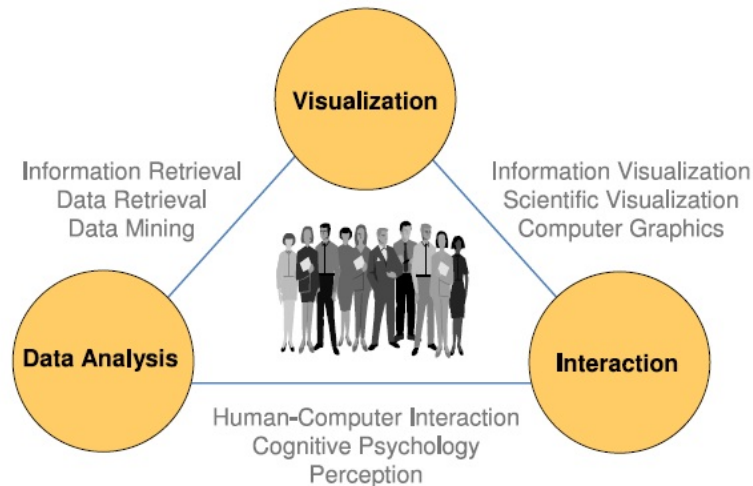 Visualization
Information Retrieval
Data Retrieval
Data Mining
Information Visualization
Scientific Visualization
Computer Graphics
Data Analysis
Interaction
Human-Computer Interaction
Cognitive Psychology
Perception